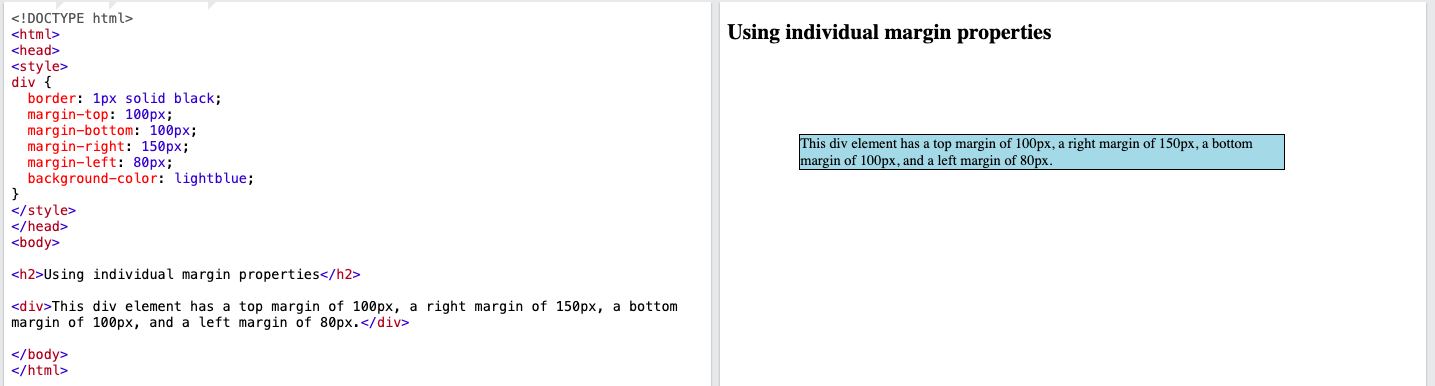 <!DOCTYPE html>
<html>
<head>
<style>
div {
  border: 1px solid black;
  margin-top: 100px;
  margin-bottom: 100px;
  margin-right: 150px;
  margin-left: 80px;
  background-color: lightblue;
}
</style>
</head>
<body>

<h2>Using individual margin properties</h2>

<div>This div element has a top margin of 100px, a right margin of 150px, a bottom
margin of 100px, and a left margin of 80px.</div>

</body>
</html>
Using individual margin properties
This div element has a top margin of 100px, a right margin of 150px, a bottom
margin of 100px, and a left margin of 80px.